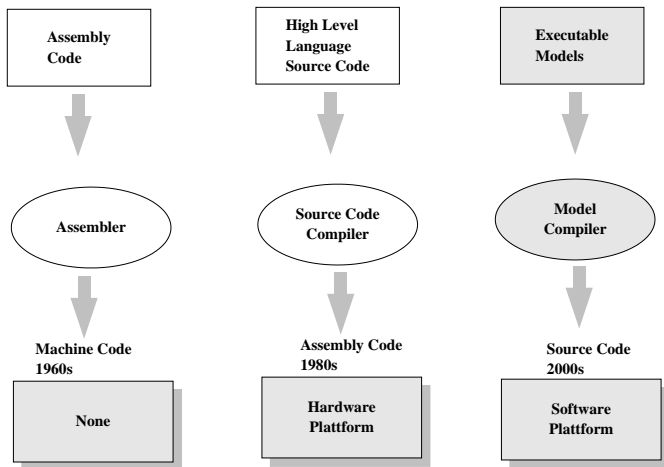 Assembly
Code
High Level
Language
Source Code
Executable
Models
Assembler
Source Code
Compiler
Model
Compiler
Machine Code
1960s
Assembly Code
1980s
Source Code
2000s
None
Hardware
Plattform
Software
Plattform